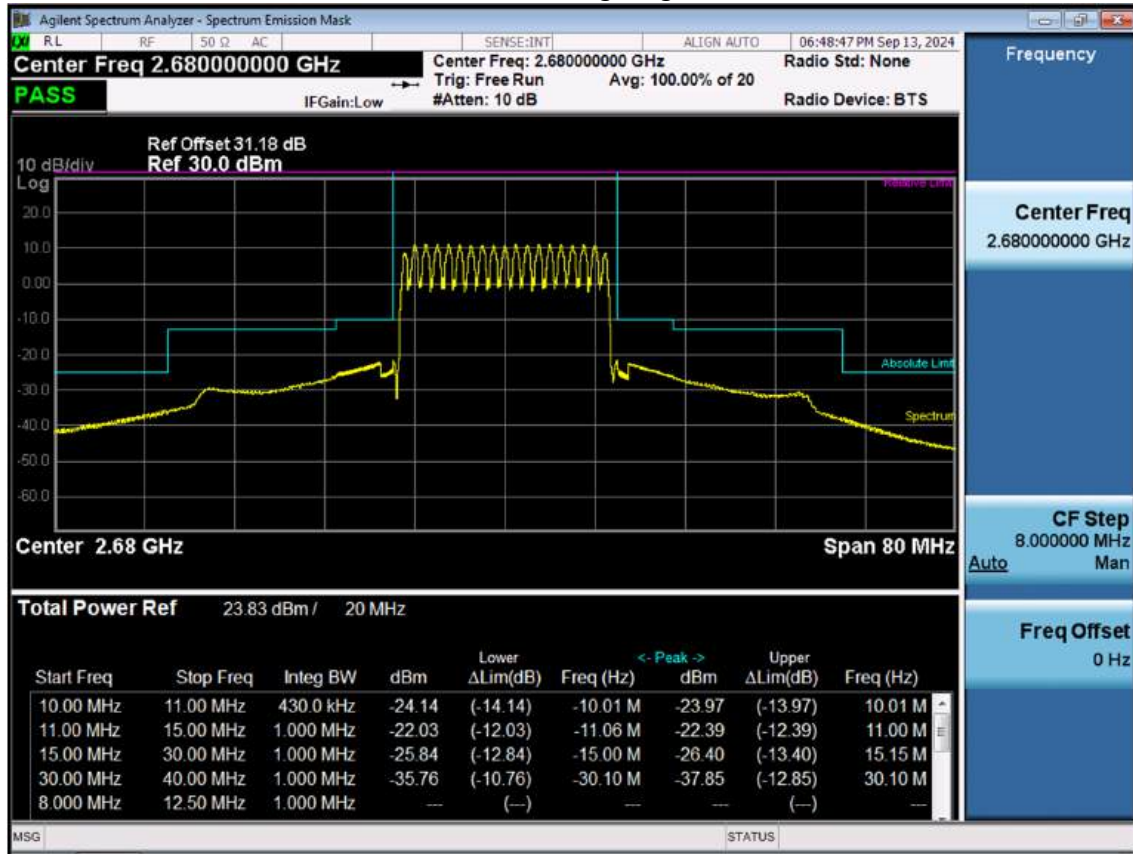 Agilent Spectrum Analyzer - Spectrum Emission Mask
RL RF 50 Ω AC SENSE:INT ALIGN AUTO 06:48:47 PM Sep 13, 2024
Center Freq 2.680000000 GHz
Center Freq: 2.680000000 GHz
Radio Std: None
Trig: Free Run Avg: 100.00% of 20
PASS
IFGain:Low
#Atten: 10 dB
Radio Device: BTS
Ref Offset 31.18 dB
10 dB/div Ref 30.0 dBm
Log
Relative Limit
20.0
10.0
0.00
-10.0
-20.0
Absolute Limit
-30.0
-40.0
Spectrum
-50.0
-60.0
Center 2.68 GHz Span 80 MHz
Total Power Ref 23.83 dBm / 20 MHz
Lower <- Peak -> Upper
Start Freq Stop Freq Integ BW dBm ΔLim(dB) Freq (Hz) dBm ΔLim(dB) Freq (Hz)
10.00 MHz 11.00 MHz 430.0 kHz -24.14 (-14.14) -10.01 M -23.97 (-13.97) 10.01 M
11.00 MHz 15.00 MHz 1.000 MHz -22.03 (-12.03) -11.06 M -22.39 (-12.39) 11.00 M
15.00 MHz 30.00 MHz 1.000 MHz -25.84 (-12.84) -15.00 M -26.40 (-13.40) 15.15 M
30.00 MHz 40.00 MHz 1.000 MHz -35.76 (-10.76) -30.10 M -37.85 (-12.85) 30.10 M
8.000 MHz 12.50 MHz 1.000 MHz --- (---) --- --- (---) ---
MSG STATUS
Frequency
Center Freq
2.680000000 GHz
CF Step
8.000000 MHz
Auto Man
Freq Offset
0 Hz